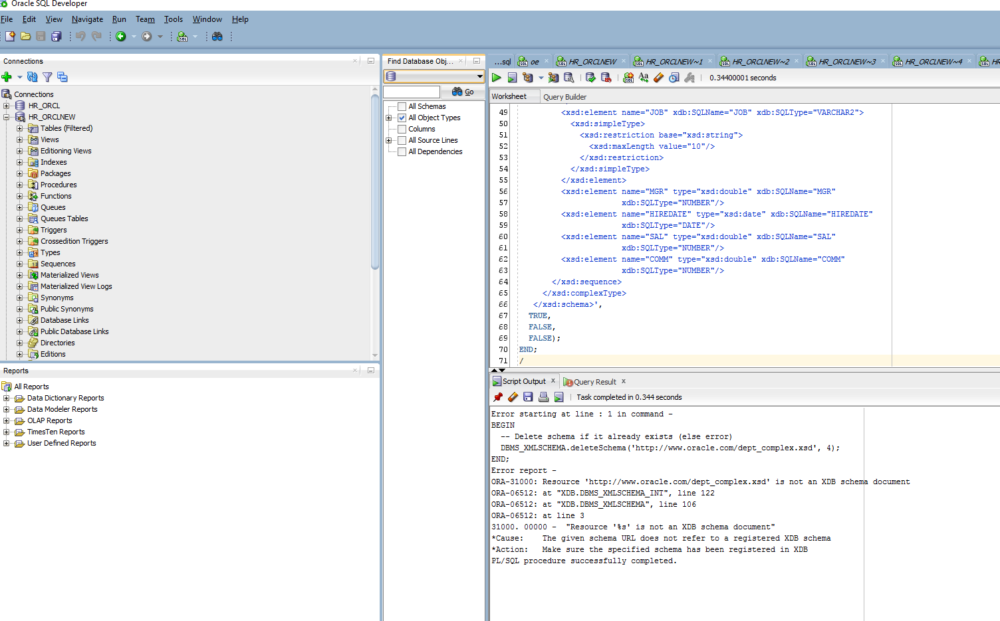 Oracle SQL Developer
File Edit View Navigate Run Team Tools Window Help
Connections
Connections
HR_ORCL
HR_ORCLNEW
Tables (Filtered)
Views
Editioning Views
Indexes
Packages
Procedures
Functions
Queues
Queues Tables
Triggers
Crossedition Triggers
Types
Sequences
Materialized Views
Materialized View Logs
Synonyms
Public Synonyms
Database Links
Public Database Links
Directories
Editions
Reports
All Reports
Data Dictionary Reports
Data Modeler Reports
OLAP Reports
TimesTen Reports
User Defined Reports
Find Database Obj...
Go
All Schemas
All Object Types
Columns
All Source Lines
All Dependencies
...sql oe HR_ORCLNEW HR_ORCLNEW~1 HR_ORCLNEW~2 HR_ORCLNEW~3 HR_ORCLNEW~4 HR
0.34400001 seconds
Worksheet Query Builder
49 <xsd:element name="JOB" xdb:SQLName="JOB" xdb:SQLType="VARCHAR2">
50 <xsd:simpleType>
51 <xsd:restriction base="xsd:string">
52 <xsd:maxLength value="10"/>
53 </xsd:restriction>
54 </xsd:simpleType>
55 </xsd:element>
56 <xsd:element name="MGR" type="xsd:double" xdb:SQLName="MGR"
57 xdb:SQLType="NUMBER"/>
58 <xsd:element name="HIREDATE" type="xsd:date" xdb:SQLName="HIREDATE"
59 xdb:SQLType="DATE"/>
60 <xsd:element name="SAL" type="xsd:double" xdb:SQLName="SAL"
61 xdb:SQLType="NUMBER"/>
62 <xsd:element name="COMM" type="xsd:double" xdb:SQLName="COMM"
63 xdb:SQLType="NUMBER"/>
64 </xsd:sequence>
65 </xsd:complexType>
66 </xsd:schema>',
67 TRUE,
68 FALSE,
69 FALSE);
70 END;
71 /
Script Output Query Result
Task completed in 0.344 seconds
Error starting at line : 1 in command -
BEGIN
-- Delete schema if it already exists (else error)
DBMS_XMLSCHEMA.deleteSchema('http://www.oracle.com/dept_complex.xsd', 4);
END;
Error report -
ORA-31000: Resource 'http://www.oracle.com/dept_complex.xsd' is not an XDB schema document
ORA-06512: at "XDB.DBMS_XMLSCHEMA_INT", line 122
ORA-06512: at "XDB.DBMS_XMLSCHEMA", line 106
ORA-06512: at line 3
31000. 00000 - "Resource '%s' is not an XDB schema document"
*Cause: The given schema URL does not refer to a registered XDB schema
*Action: Make sure the specified schema has been registered in XDB
PL/SQL procedure successfully completed.